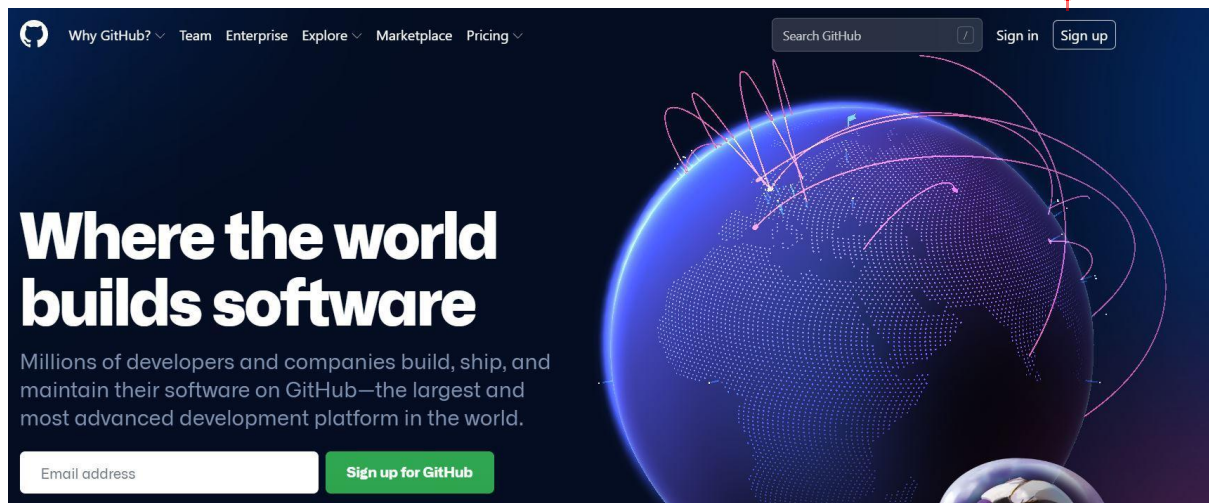 Why GitHub? Team Enterprise Explore Marketplace Pricing Search GitHub / Sign in Sign up
Where the world
builds software
Millions of developers and companies build, ship, and
maintain their software on GitHub—the largest and
most advanced development platform in the world.
Email address Sign up for GitHub